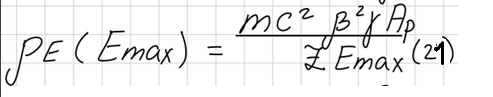 ρE (Emax) = mc² β²γ Ap / Z Emax (21)